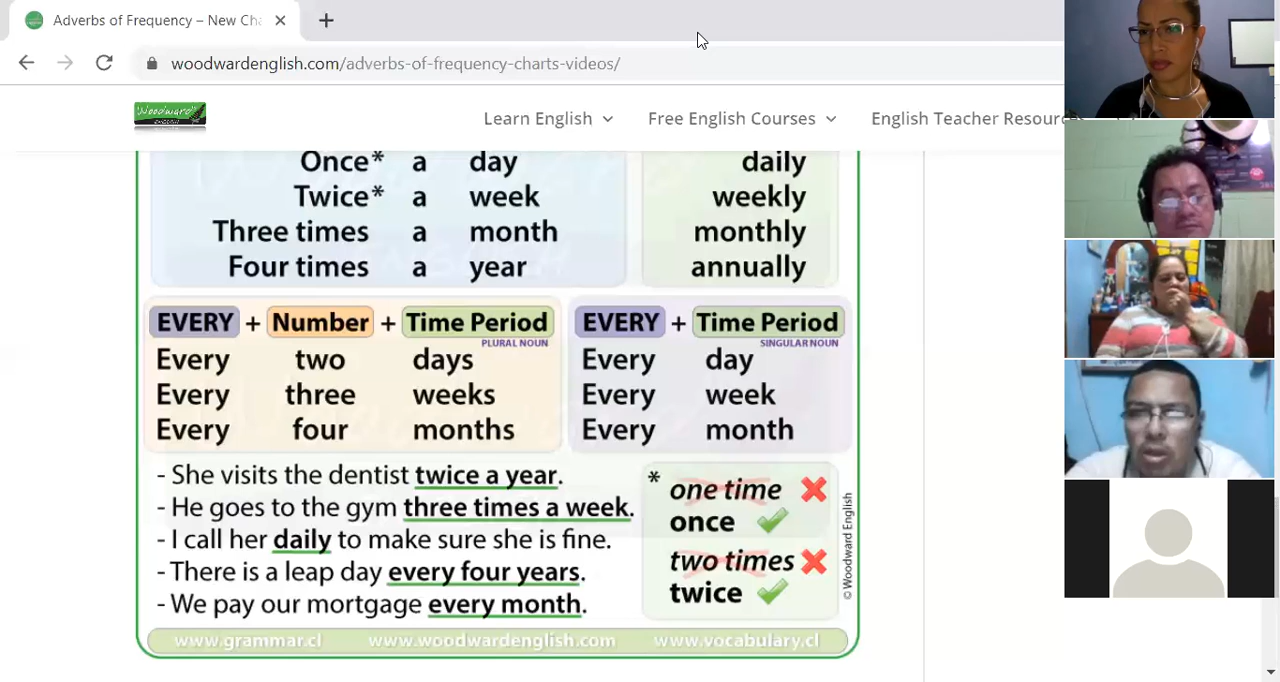 Adverbs of Frequency – New Cha
woodwardenglish.com/adverbs-of-frequency-charts-videos/
Woodward
ENGLISH
Learn English
Free English Courses
English Teacher Resources
Once* a day
daily
Twice* a week
weekly
Three times a month
monthly
Four times a year
annually
EVERY + Number + Time Period
PLURAL NOUN
Every two days
Every three weeks
Every four months
EVERY + Time Period
SINGULAR NOUN
Every day
Every week
Every month
- She visits the dentist twice a year.
- He goes to the gym three times a week.
- I call her daily to make sure she is fine.
- There is a leap day every four years.
- We pay our mortgage every month.
* one time
once
two times
twice
© Woodward English
www.grammar.cl www.woodwardenglish.com www.vocabulary.cl